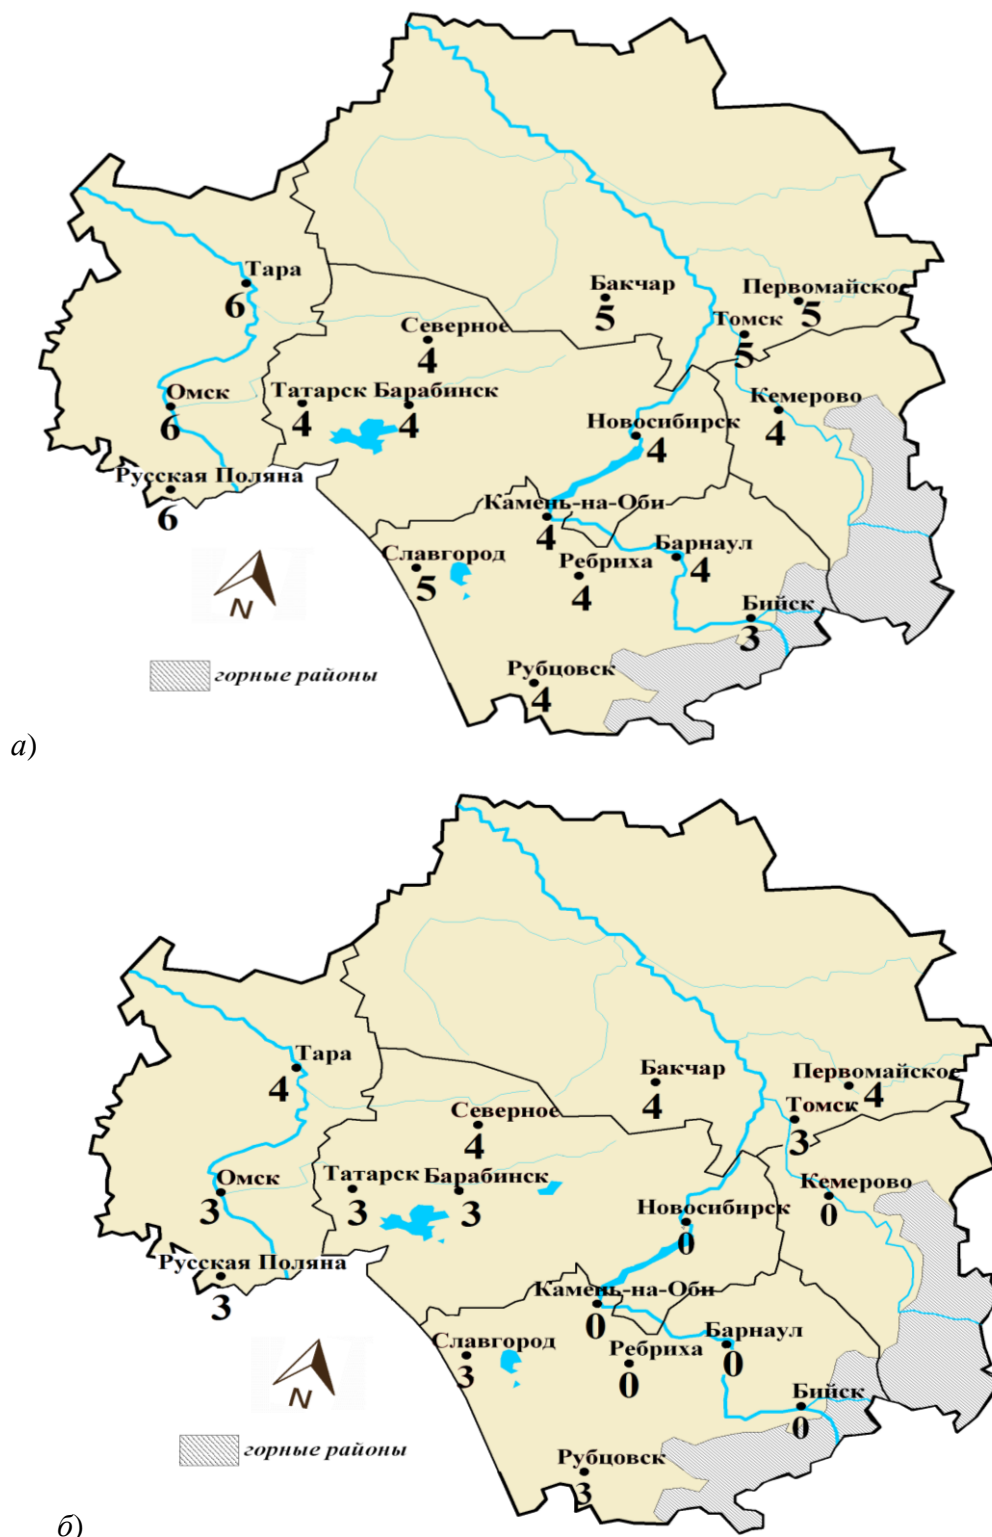 Тара
6
Бакчар
5
Первомайское
5
Томск
5
Северное
4
Омск
6
Татарск
4
Барабинск
4
Кемерово
4
Новосибирск
4
Русская Поляна
6
Камень-на-Оби
4
Славгород
5
Ребриха
4
Барнаул
4
Бийск
3
N
Рубцовск
4
горные районы
а)
Тара
4
Бакчар
4
Первомайское
4
Томск
3
Северное
4
Омск
3
Татарск
3
Барабинск
3
Кемерово
0
Новосибирск
0
Русская Поляна
3
Камень-на-Оби
0
Славгород
3
Ребриха
0
Барнаул
0
Бийск
0
N
Рубцовск
3
горные районы
б)